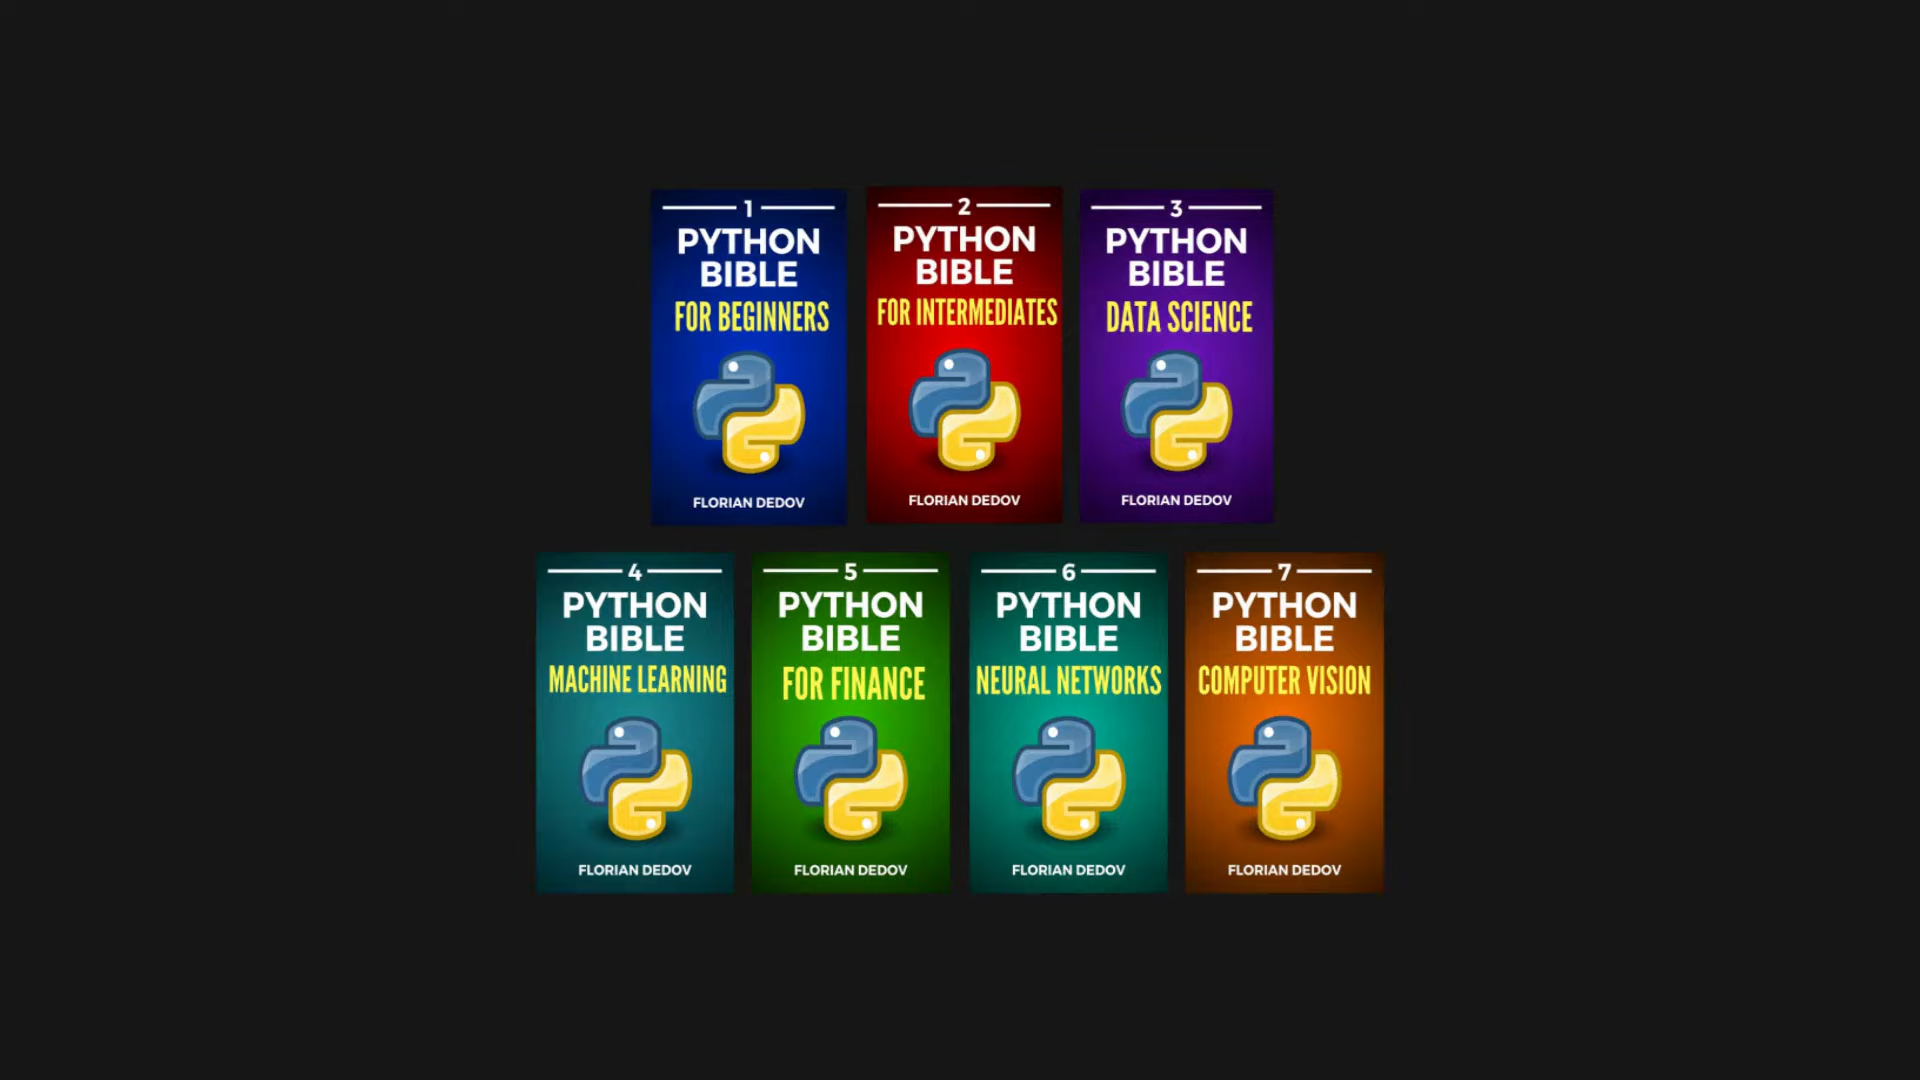 1
PYTHON
BIBLE
FOR BEGINNERS
FLORIAN DEDOV
2
PYTHON
BIBLE
FOR INTERMEDIATES
FLORIAN DEDOV
3
PYTHON
BIBLE
DATA SCIENCE
FLORIAN DEDOV
4
PYTHON
BIBLE
MACHINE LEARNING
FLORIAN DEDOV
5
PYTHON
BIBLE
FOR FINANCE
FLORIAN DEDOV
6
PYTHON
BIBLE
NEURAL NETWORKS
FLORIAN DEDOV
7
PYTHON
BIBLE
COMPUTER VISION
FLORIAN DEDOV